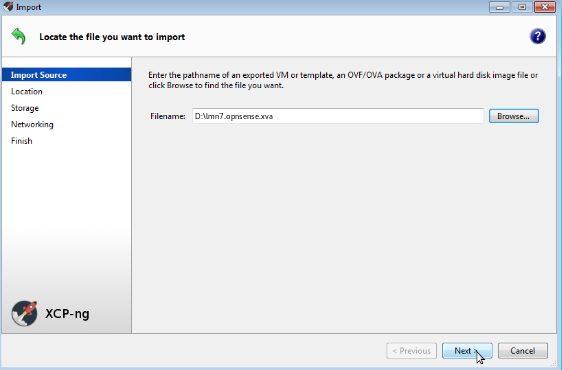 Import
Locate the file you want to import
Import Source
Location
Storage
Networking
Finish
Enter the pathname of an exported VM or template, an OVF/OVA package or a virtual hard disk image file or
click Browse to find the file you want.
Filename: D:\lmn7.opnsense.xva Browse...
XCP-ng
< Previous Next > Cancel